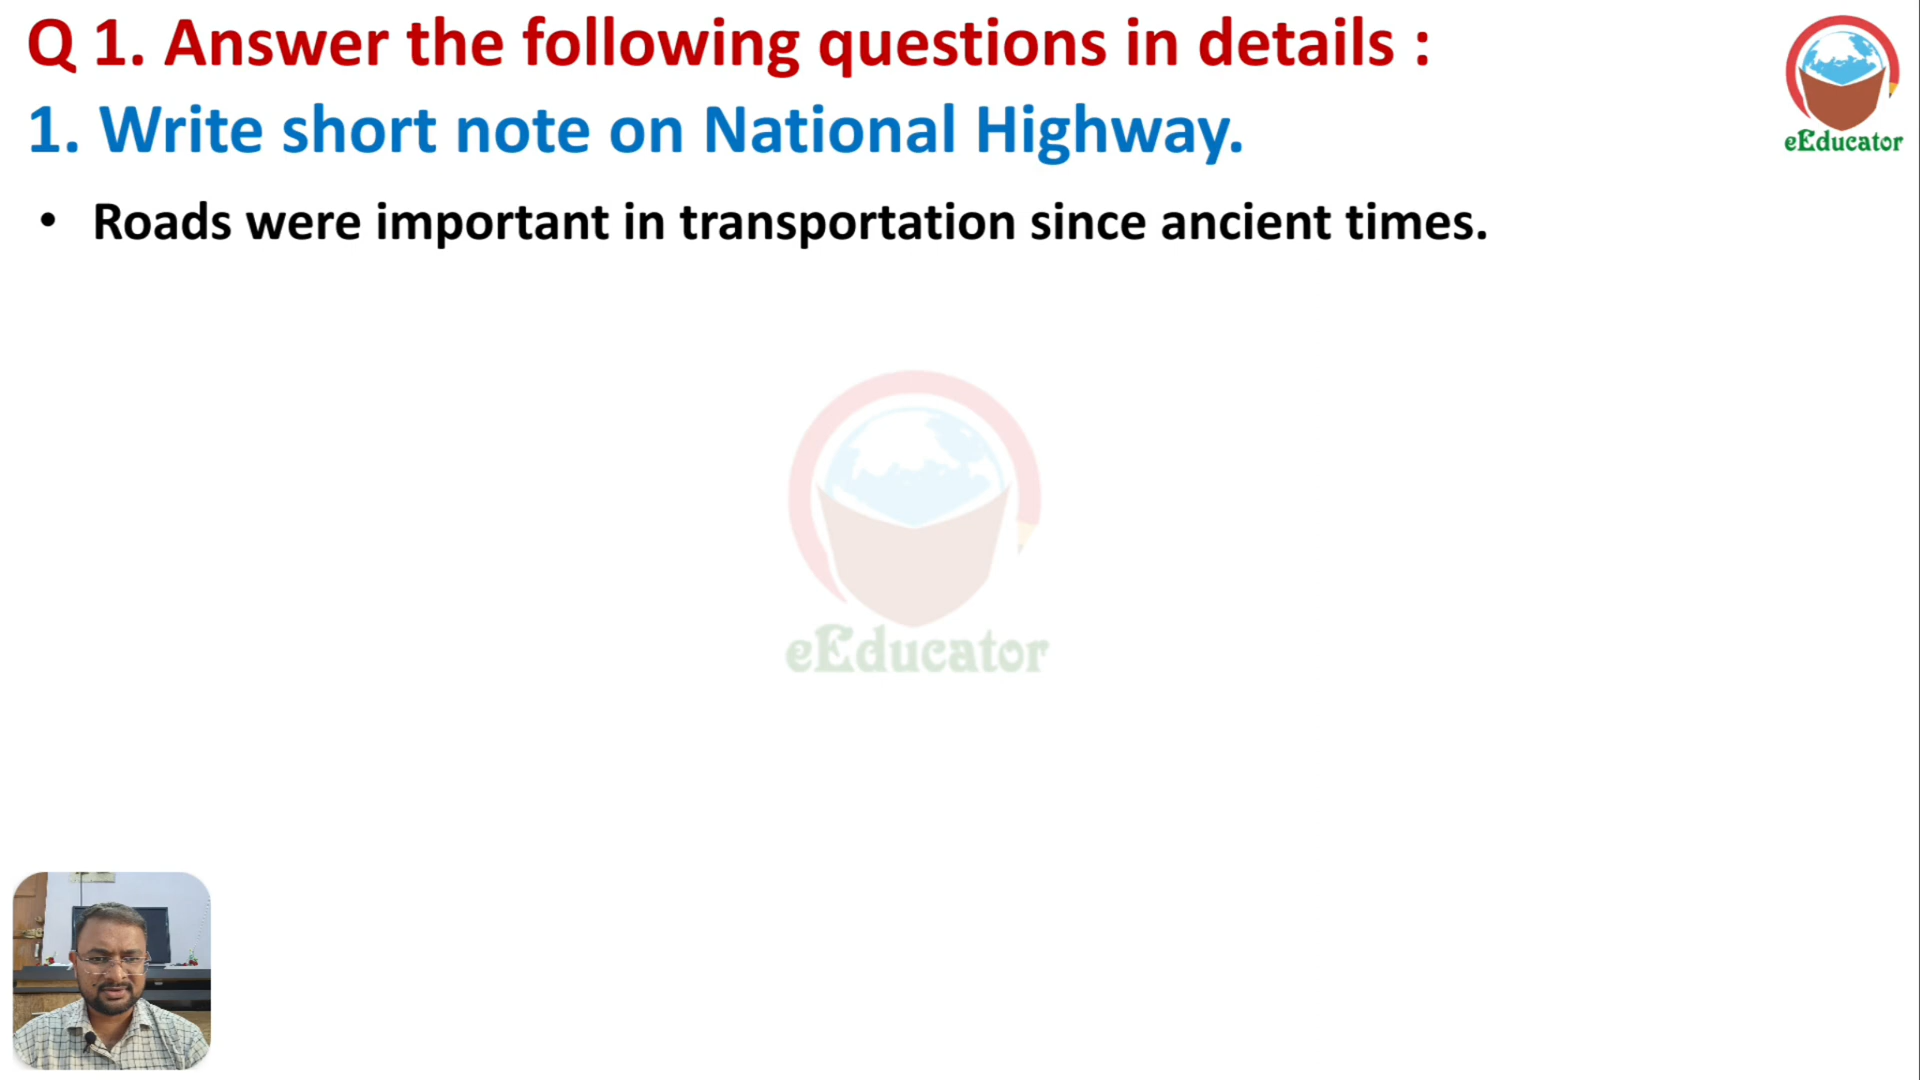 Q 1. Answer the following questions in details :
1. Write short note on National Highway.
eEducator
• Roads were important in transportation since ancient times.
eEducator